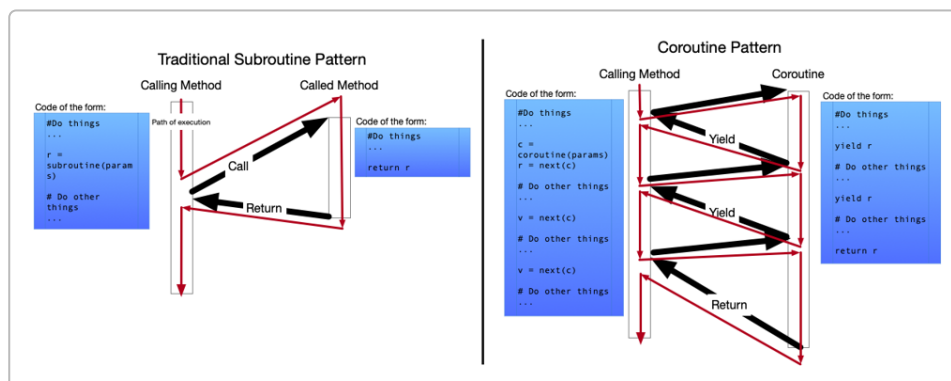 Traditional Subroutine Pattern
Calling Method
Called Method
Code of the form:
#Do things
...
r =
subroutine(param
s)
# Do other
things
...
Path of execution
Call
Return
Code of the form:
#Do things
...
return r
Coroutine Pattern
Calling Method
Coroutine
Code of the form:
#Do things
...
c =
coroutine(params)
r = next(c)
# Do other things
...
v = next(c)
# Do other things
...
v = next(c)
# Do other things
...
Yield
Yield
Return
Code of the form:
#Do things
...
yield r
# Do other things
...
yield r
# Do other things
...
return r